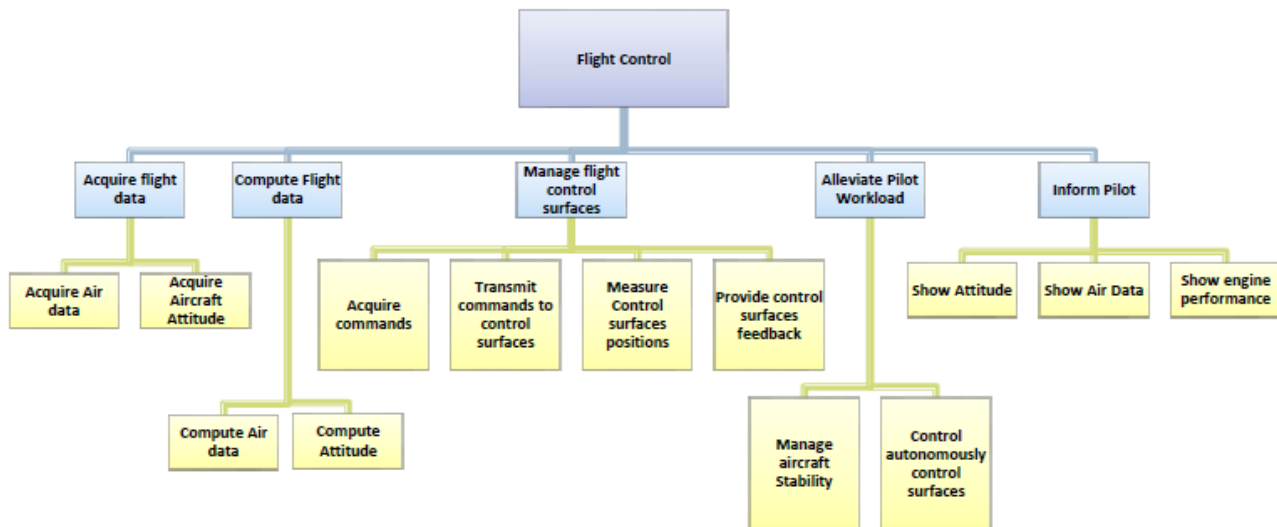 Flight Control
Acquire flight
data
Compute Flight
data
Manage flight
control
surfaces
Alleviate Pilot
Workload
Inform Pilot
Acquire Air
data
Acquire
Aircraft
Attitude
Acquire
commands
Transmit
commands to
control
surfaces
Measure
Control
surfaces
positions
Provide control
surfaces
feedback
Show Attitude
Show Air Data
Show engine
performance
Compute Air
data
Compute
Attitude
Manage
aircraft
Stability
Control
autonomously
control
surfaces